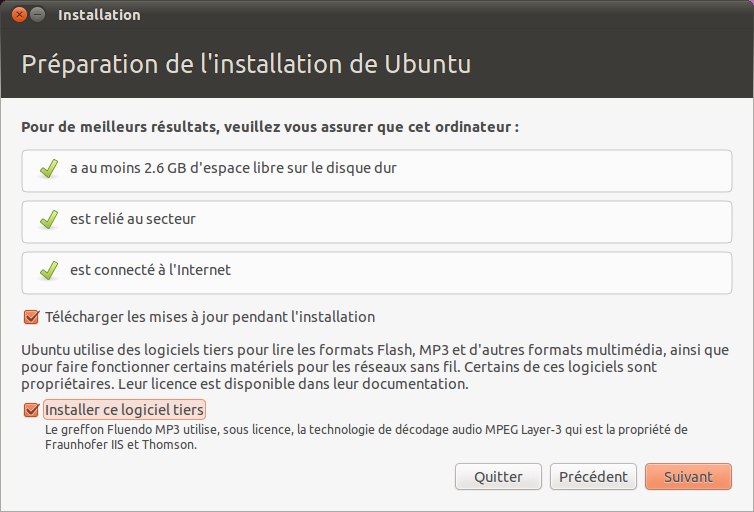 Installation
Préparation de l'installation de Ubuntu
Pour de meilleurs résultats, veuillez vous assurer que cet ordinateur :
a au moins 2.6 GB d'espace libre sur le disque dur
est relié au secteur
est connecté à l'Internet
Télécharger les mises à jour pendant l'installation
Ubuntu utilise des logiciels tiers pour lire les formats Flash, MP3 et d'autres formats multimédia, ainsi que
pour faire fonctionner certains matériels pour les réseaux sans fil. Certains de ces logiciels sont
propriétaires. Leur licence est disponible dans leur documentation.
Installer ce logiciel tiers
Le greffon Fluendo MP3 utilise, sous licence, la technologie de décodage audio MPEG Layer-3 qui est la propriété de
Fraunhofer IIS et Thomson.
Quitter
Précédent
Suivant